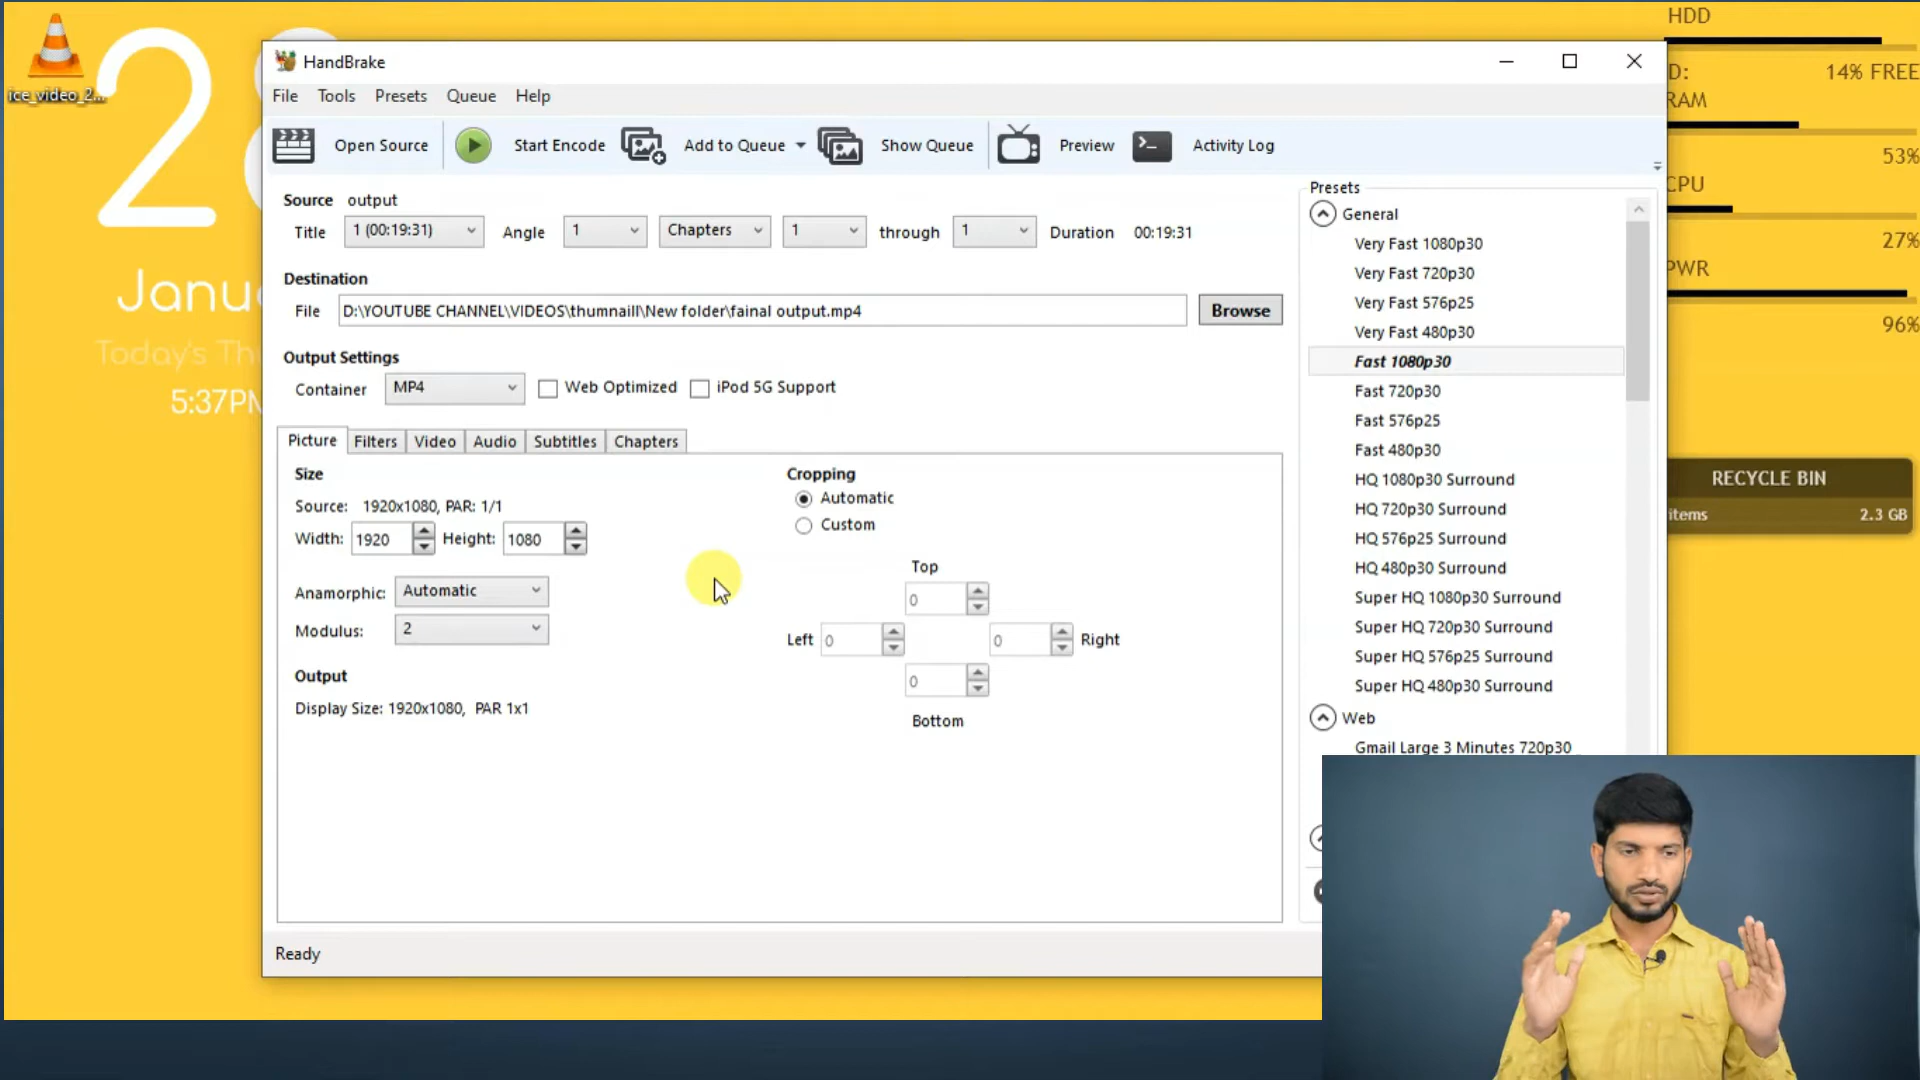 HDD
ice_video_2...
HandBrake
File Tools Presets Queue Help
D: 14% FREE
RAM
Open Source Start Encode Add to Queue Show Queue Preview Activity Log
53%
CPU
27%
PWR
96%
Source output
Title 1 (00:19:31) Angle 1 Chapters 1 through 1 Duration 00:19:31
Destination
File D:\YOUTUBE CHANNEL\VIDEOS\thumnaill\New folder\fainal output.mp4 Browse
Output Settings
Container MP4 Web Optimized iPod 5G Support
Picture Filters Video Audio Subtitles Chapters
Size
Source: 1920x1080, PAR: 1/1
Width: 1920 Height: 1080
Anamorphic: Automatic
Modulus: 2
Output
Display Size: 1920x1080, PAR 1x1
Cropping
Automatic
Custom
Top
0
Left 0 0 Right
0
Bottom
Presets
General
Very Fast 1080p30
Very Fast 720p30
Very Fast 576p25
Very Fast 480p30
Fast 1080p30
Fast 720p30
Fast 576p25
Fast 480p30
HQ 1080p30 Surround
HQ 720p30 Surround
HQ 576p25 Surround
HQ 480p30 Surround
Super HQ 1080p30 Surround
Super HQ 720p30 Surround
Super HQ 576p25 Surround
Super HQ 480p30 Surround
Web
Gmail Large 3 Minutes 720p30
Ready
2
Janu
Today's Th
5:37PM
RECYCLE BIN
items 2.3 GB